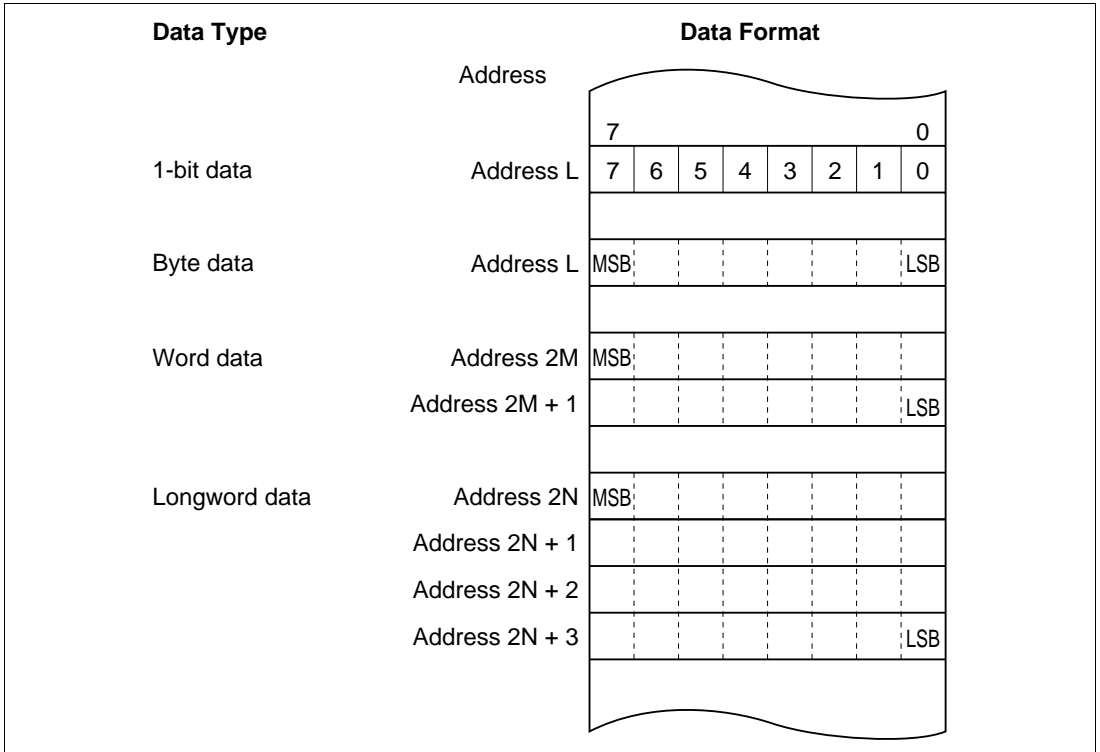 Data Type Data Format
Address
7 0
1-bit data Address L 7 6 5 4 3 2 1 0
Byte data Address L MSB LSB
Word data Address 2M MSB
Address 2M + 1 LSB
Longword data Address 2N MSB
Address 2N + 1
Address 2N + 2
Address 2N + 3 LSB